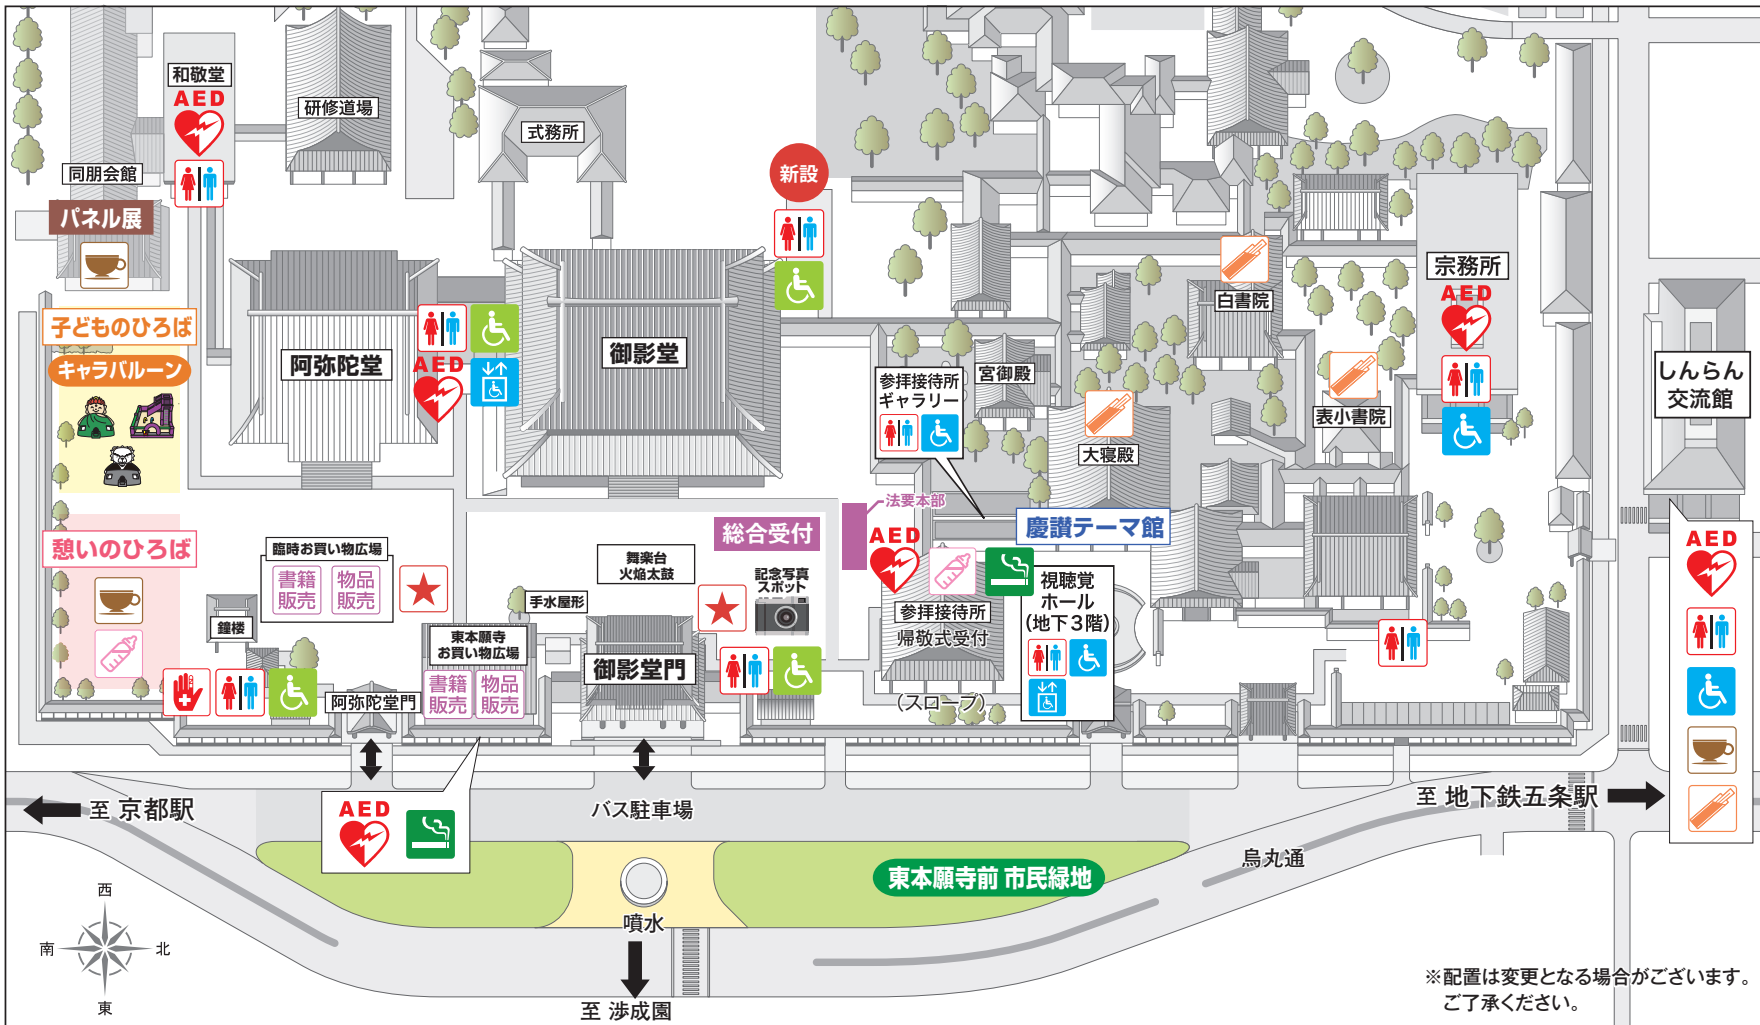 和敬堂
AED
研修道場
式務所
同朋会館
新設
パネル展
宗務所
AED
白書院
子どものひろば
キャラバルーン
阿弥陀堂
AED
御影堂
参拝接待所
ギャラリー
宮御殿
大寝殿
表小書院
しんらん
交流館
法要本部
憩いのひろば
臨時お買い物広場
書籍
販売
物品
販売
舞楽台
火焔太鼓
総合受付
記念写真
スポット
AED
慶讃テーマ館
視聴覚
ホール
(地下3階)
参拝接待所
帰敬式受付
(スロープ)
AED
鐘楼
手水屋形
東本願寺
お買い物広場
書籍
販売
物品
販売
御影堂門
阿弥陀堂門
至 京都駅
AED
バス駐車場
至 地下鉄五条駅
烏丸通
東本願寺前 市民緑地
噴水
至 渉成園
西
南
北
東
※配置は変更となる場合がございます。
ご了承ください。